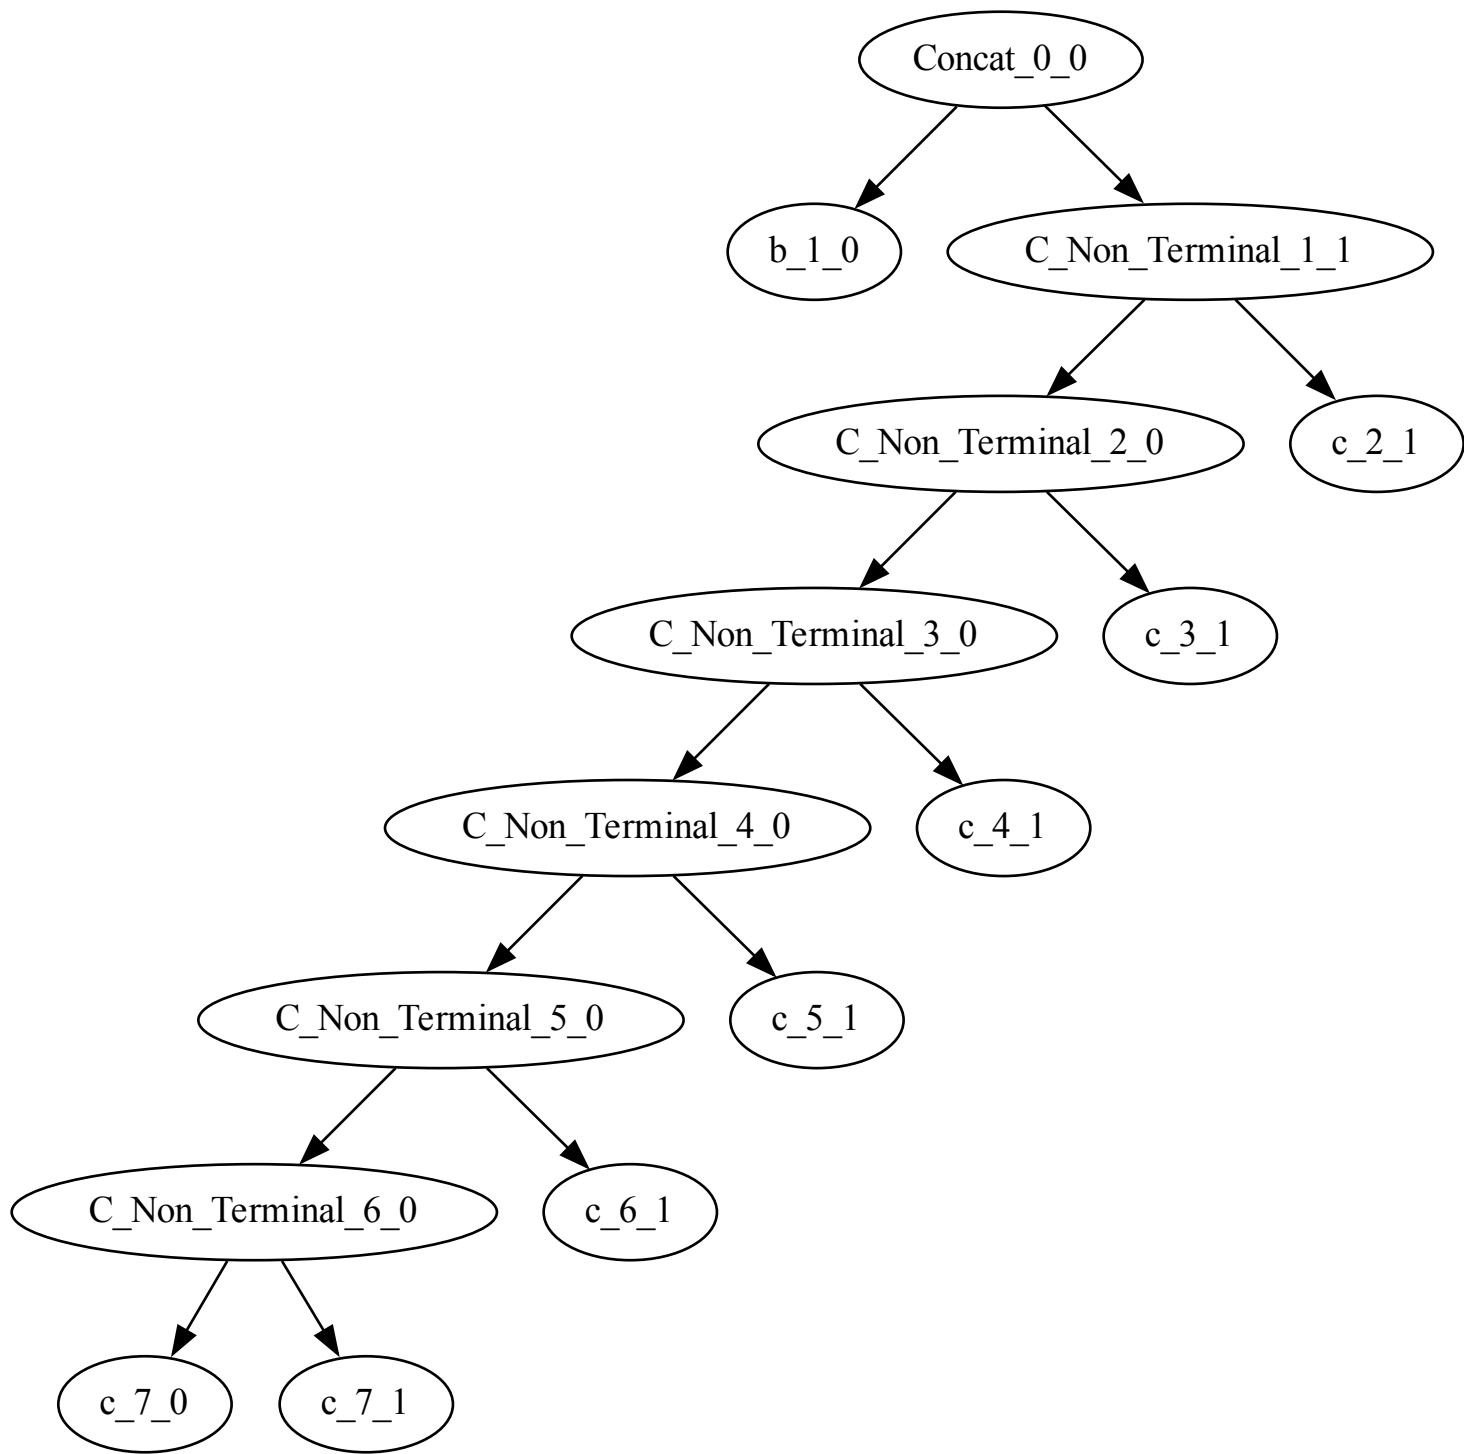 Concat_0_0
b_1_0
C_Non_Terminal_1_1
C_Non_Terminal_2_0
c_2_1
C_Non_Terminal_3_0
c_3_1
C_Non_Terminal_4_0
c_4_1
C_Non_Terminal_5_0
c_5_1
C_Non_Terminal_6_0
c_6_1
c_7_0
c_7_1